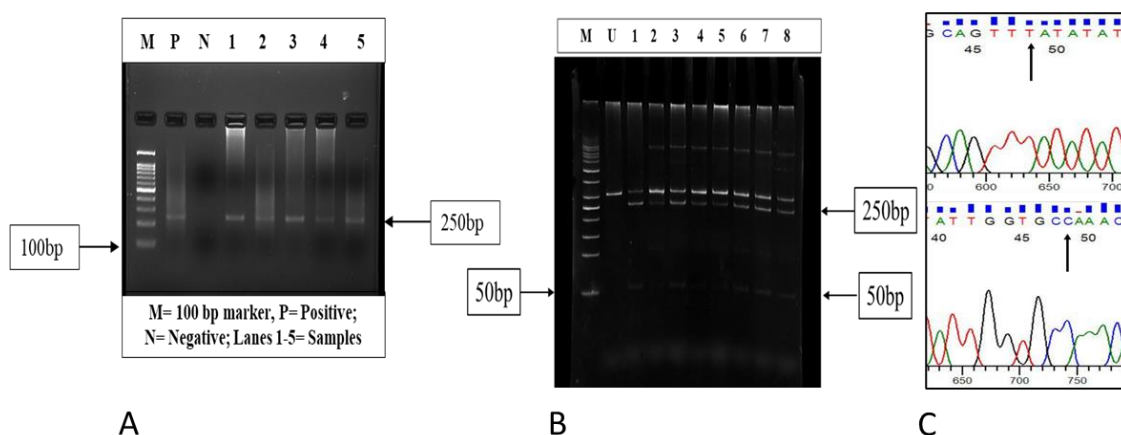 M P N 1 2 3 4 5
100bp
250bp
M= 100 bp marker, P= Positive;
N= Negative; Lanes 1-5= Samples
A
M U 1 2 3 4 5 6 7 8
250bp
50bp
50bp
B
G C A G T T T A T A T A T
45 50
600 650 700
A T T G G T G C C A A A C
40 45 50
650 700 750
C